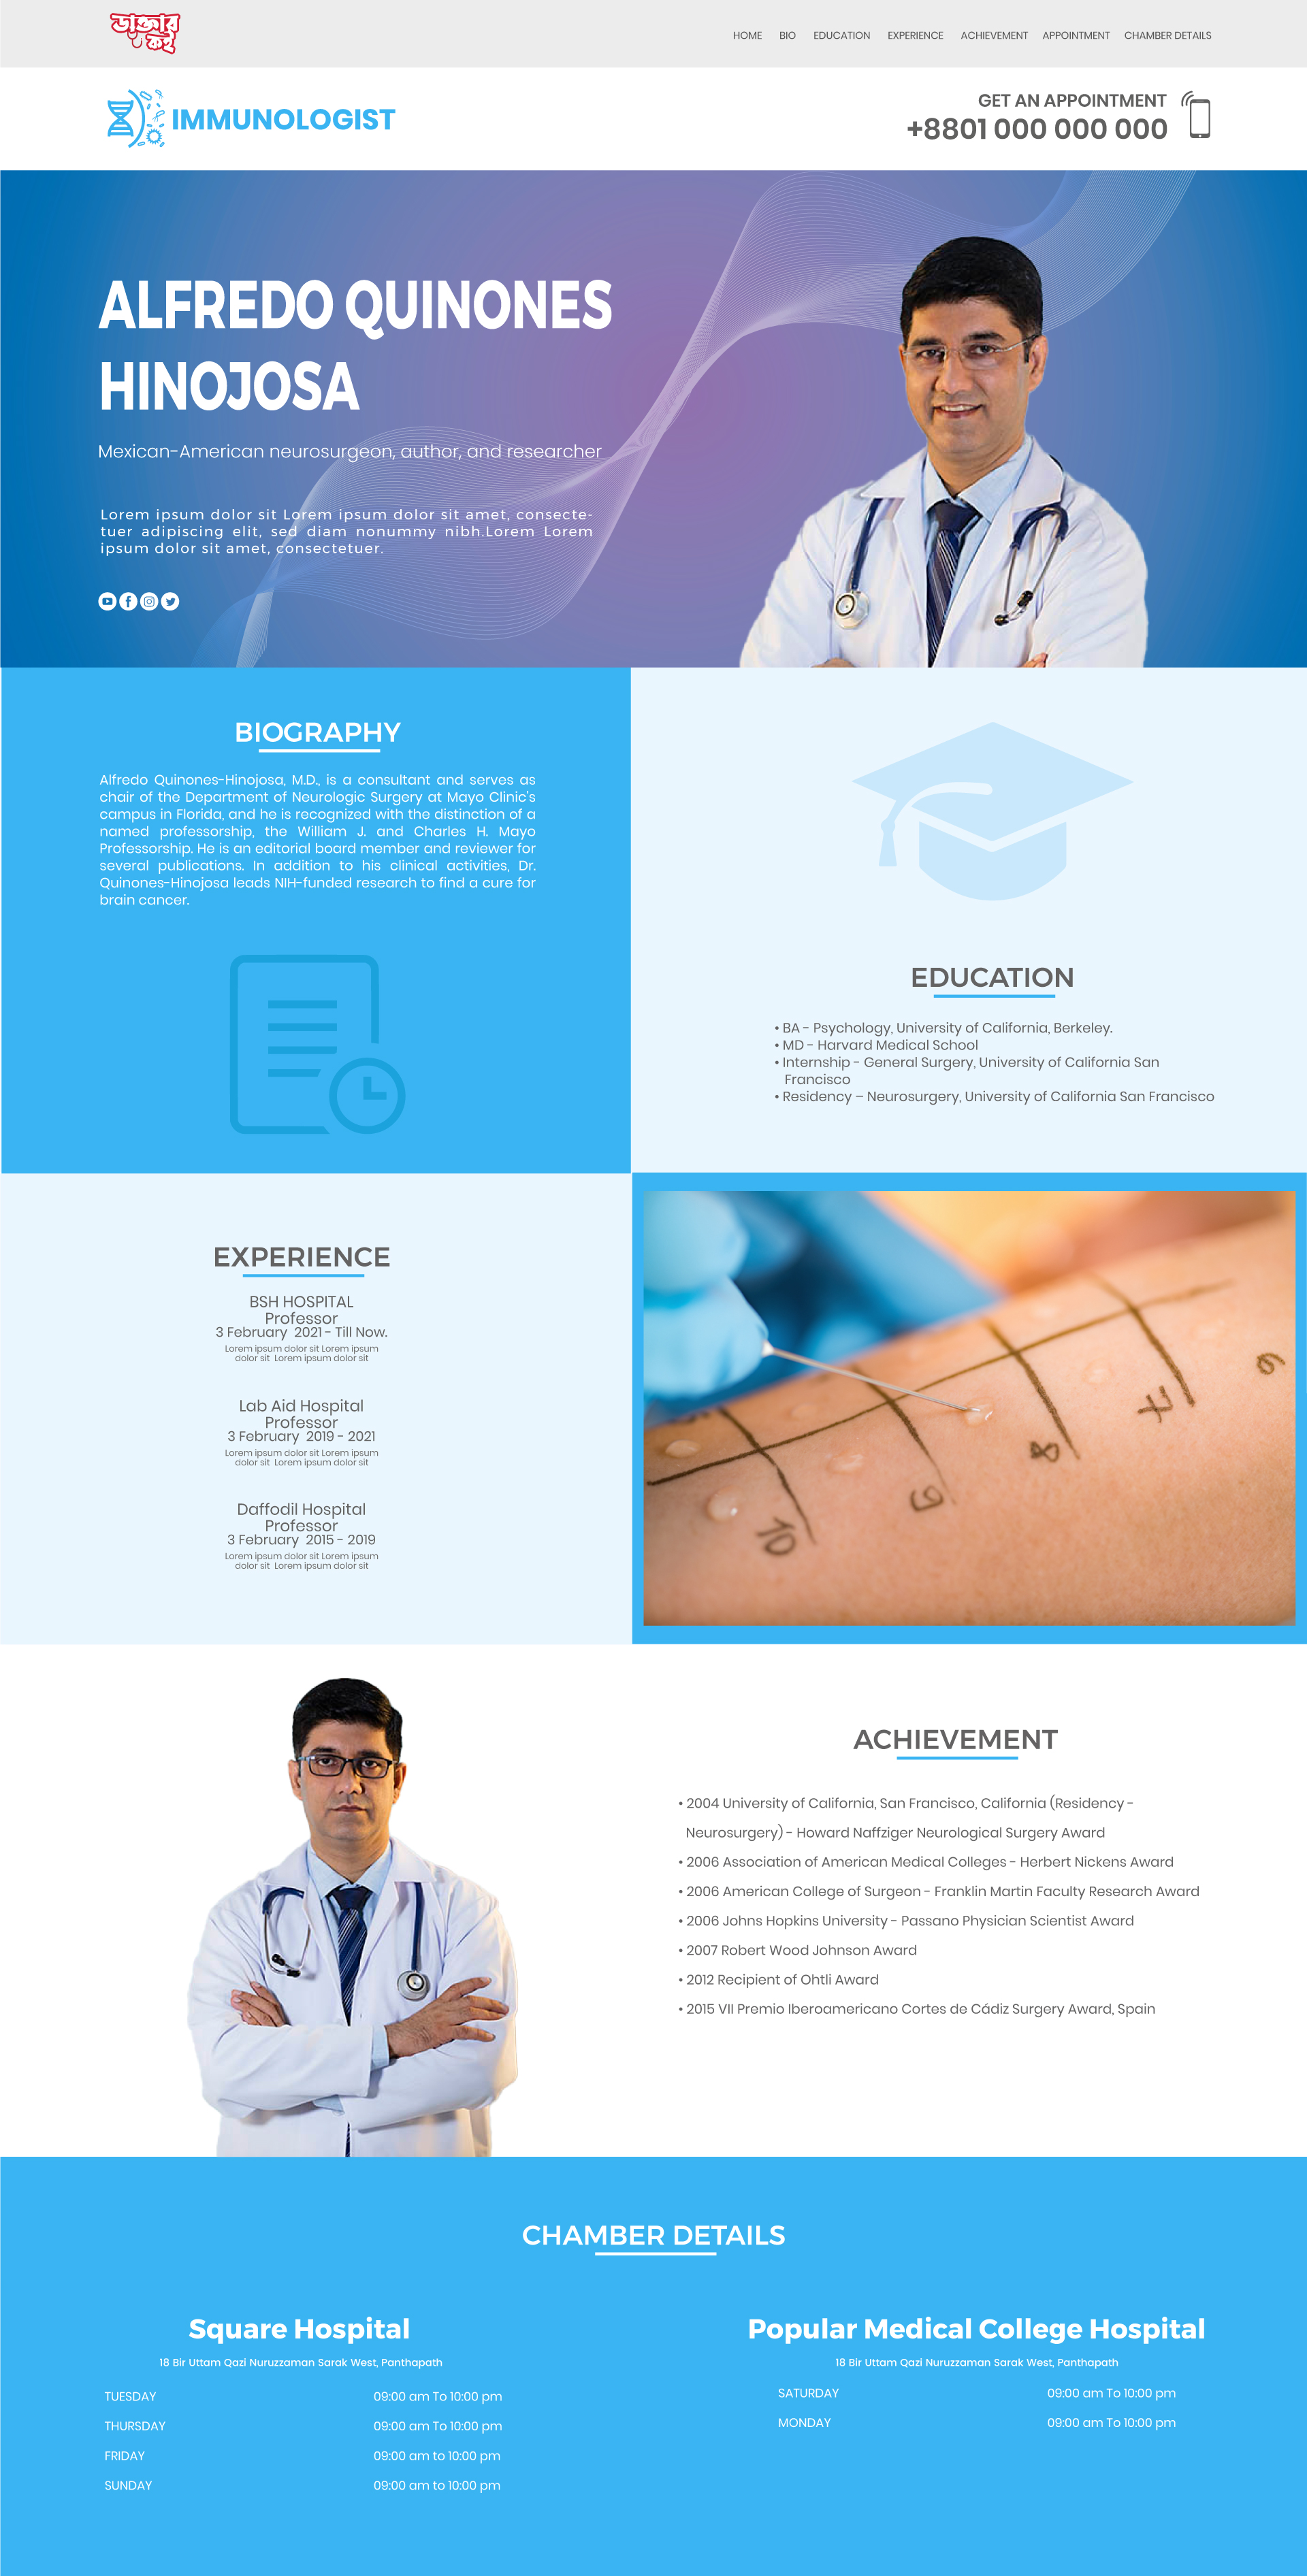 ডাক্তার
কই
HOME BIO EDUCATION EXPERIENCE ACHIEVEMENT APPOINTMENT CHAMBER DETAILS
IMMUNOLOGIST
GET AN APPOINTMENT
+8801 000 000 000
ALFREDO QUINONES
HINOJOSA
Mexican-American neurosurgeon, author, and researcher
Lorem ipsum dolor sit Lorem ipsum dolor sit amet, consecte-
tuer adipiscing elit, sed diam nonummy nibh.Lorem Lorem
ipsum dolor sit amet, consectetuer.
BIOGRAPHY
Alfredo Quinones-Hinojosa, M.D., is a consultant and serves as
chair of the Department of Neurologic Surgery at Mayo Clinic's
campus in Florida, and he is recognized with the distinction of a
named professorship, the William J. and Charles H. Mayo
Professorship. He is an editorial board member and reviewer for
several publications. In addition to his clinical activities, Dr.
Quinones-Hinojosa leads NIH-funded research to find a cure for
brain cancer.
EDUCATION
• BA - Psychology, University of California, Berkeley.
• MD - Harvard Medical School
• Internship - General Surgery, University of California San
Francisco
• Residency – Neurosurgery, University of California San Francisco
EXPERIENCE
BSH HOSPITAL
Professor
3 February 2021 - Till Now.
Lorem ipsum dolor sit Lorem ipsum
dolor sit Lorem ipsum dolor sit
Lab Aid Hospital
Professor
3 February 2019 - 2021
Lorem ipsum dolor sit Lorem ipsum
dolor sit Lorem ipsum dolor sit
Daffodil Hospital
Professor
3 February 2015 - 2019
Lorem ipsum dolor sit Lorem ipsum
dolor sit Lorem ipsum dolor sit
10 9 8 7 6
ACHIEVEMENT
• 2004 University of California, San Francisco, California (Residency -
Neurosurgery) - Howard Naffziger Neurological Surgery Award
• 2006 Association of American Medical Colleges - Herbert Nickens Award
• 2006 American College of Surgeon - Franklin Martin Faculty Research Award
• 2006 Johns Hopkins University - Passano Physician Scientist Award
• 2007 Robert Wood Johnson Award
• 2012 Recipient of Ohtli Award
• 2015 VII Premio Iberoamericano Cortes de Cádiz Surgery Award, Spain
CHAMBER DETAILS
Square Hospital
18 Bir Uttam Qazi Nuruzzaman Sarak West, Panthapath
TUESDAY 09:00 am To 10:00 pm
THURSDAY 09:00 am To 10:00 pm
FRIDAY 09:00 am to 10:00 pm
SUNDAY 09:00 am to 10:00 pm
Popular Medical College Hospital
18 Bir Uttam Qazi Nuruzzaman Sarak West, Panthapath
SATURDAY 09:00 am To 10:00 pm
MONDAY 09:00 am To 10:00 pm